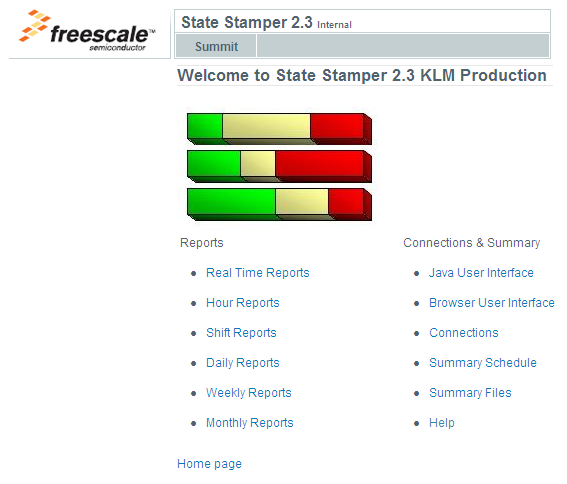 freescale™
semiconductor
State Stamper 2.3 Internal
Summit
Welcome to State Stamper 2.3 KLM Production
Reports
Real Time Reports
Hour Reports
Shift Reports
Daily Reports
Weekly Reports
Monthly Reports
Connections & Summary
Java User Interface
Browser User Interface
Connections
Summary Schedule
Summary Files
Help
Home page